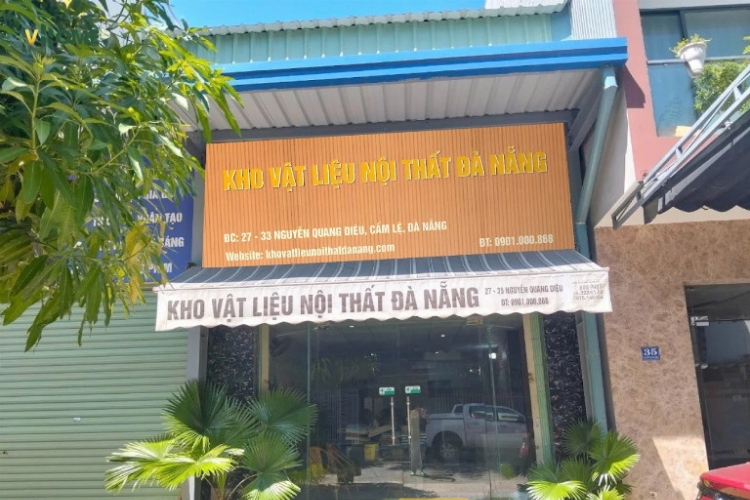 KHO VẬT LIỆU NỘI THẤT ĐÀ NẴNG
ĐC: 27 - 33 NGUYỄN QUANG DIÊU, CẨM LỆ, ĐÀ NẴNG
Website: khovatlieunoithatdanang.com
ĐT: 0901.000.868
KHO VẬT LIỆU NỘI THẤT ĐÀ NẴNG
27 - 35 NGUYỄN QUANG DIÊU
ĐT: 0901.000.868
TẠO
35